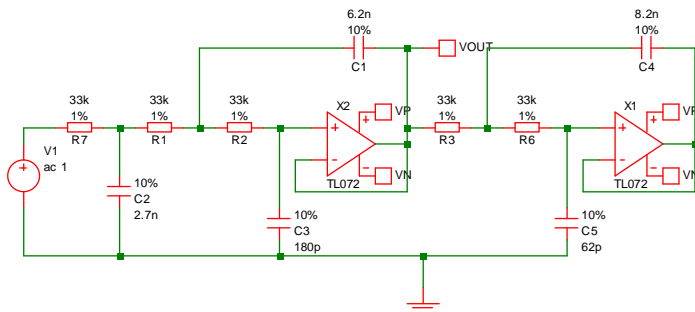 6.2n
10%
C1
VOUT
8.2n
10%
C4
33k
1%
R7
33k
1%
R1
33k
1%
R2
X2
VP
VN
TL072
33k
1%
R3
33k
1%
R6
X1
VP
VN
TL072
V1
ac 1
10%
C2
2.7n
10%
C3
180p
10%
C5
62p